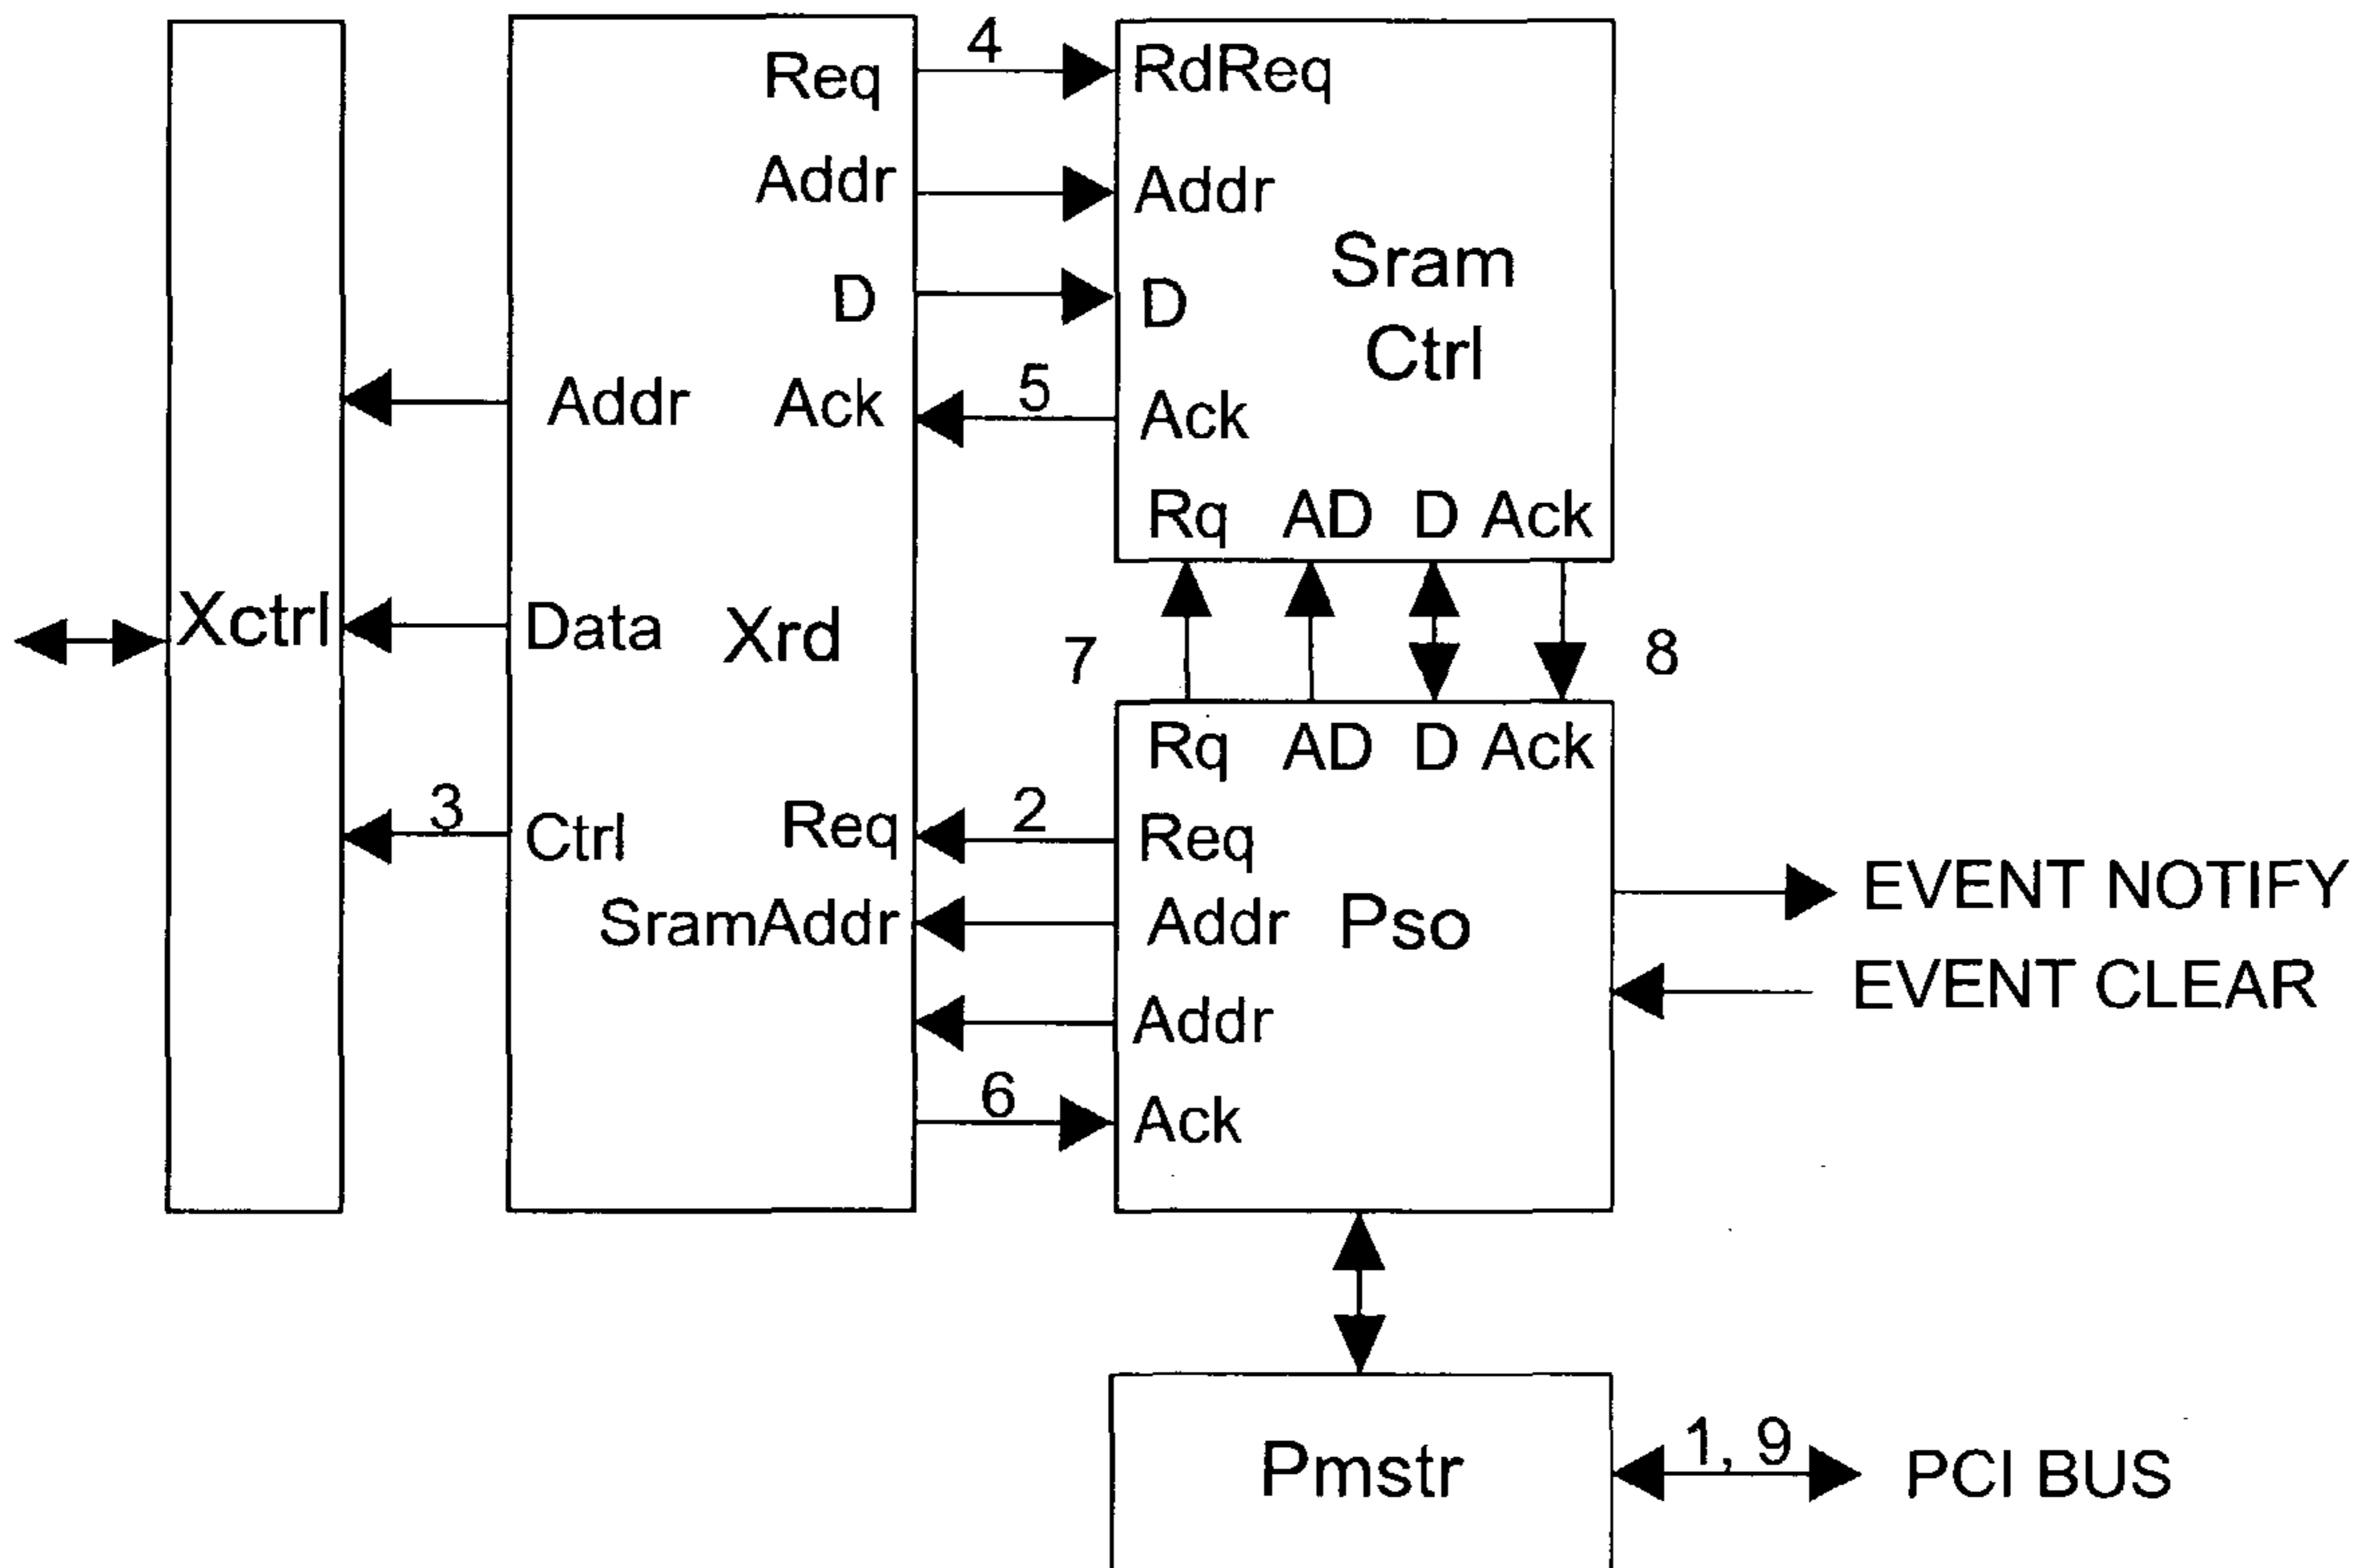 Req
4
RdReq
Addr
Addr
D
D
Sram
Ctrl
Addr
Ack
5
Ack
Rq AD D Ack
Xctrl
Data
Xrd
7
8
Rq AD D Ack
3
Ctrl
Req
2
Req
SramAddr
Addr
Pso
EVENT NOTIFY
EVENT CLEAR
Addr
6
Ack
Pmstr
1, 9
PCI BUS